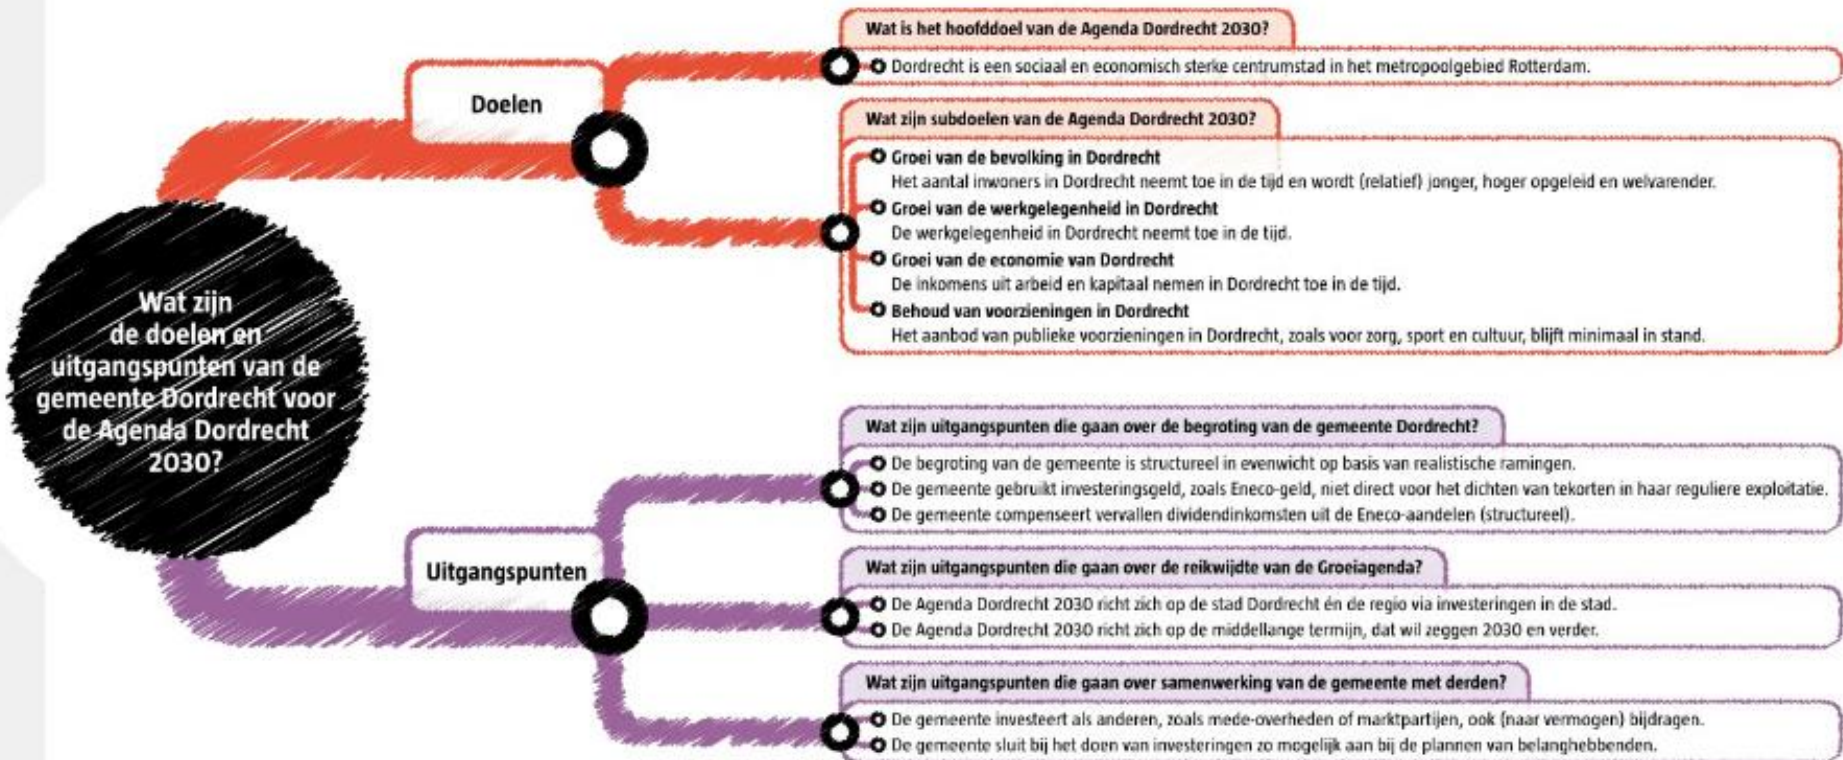 Wat zijn
de doelen en
uitgangspunten van de
gemeente Dordrecht voor
de Agenda Dordrecht
2030?
Doelen
Wat is het hoofddoel van de Agenda Dordrecht 2030?
Dordrecht is een sociaal en economisch sterke centrumstad in het metropoolgebied Rotterdam.
Wat zijn subdoelen van de Agenda Dordrecht 2030?
Groei van de bevolking in Dordrecht
Het aantal inwoners in Dordrecht neemt toe in de tijd en wordt (relatief) jonger, hoger opgeleid en welvarender.
Groei van de werkgelegenheid in Dordrecht
De werkgelegenheid in Dordrecht neemt toe in de tijd.
Groei van de economie van Dordrecht
De inkomens uit arbeid en kapitaal nemen in Dordrecht toe in de tijd.
Behoud van voorzieningen in Dordrecht
Het aanbod van publieke voorzieningen in Dordrecht, zoals voor zorg, sport en cultuur, blijft minimaal in stand.
Uitgangspunten
Wat zijn uitgangspunten die gaan over de begroting van de gemeente Dordrecht?
De begroting van de gemeente is structureel in evenwicht op basis van realistische ramingen.
De gemeente gebruikt investeringsgeld, zoals Eneco-geld, niet direct voor het dichten van tekorten in haar reguliere exploitatie.
De gemeente compenseert vervallen dividendinkomsten uit de Eneco-aandelen (structureel).
Wat zijn uitgangspunten die gaan over de reikwijdte van de Groeiagenda?
De Agenda Dordrecht 2030 richt zich op de stad Dordrecht én de regio via investeringen in de stad.
De Agenda Dordrecht 2030 richt zich op de middellange termijn, dat wil zeggen 2030 en verder.
Wat zijn uitgangspunten die gaan over samenwerking van de gemeente met derden?
De gemeente investeert als anderen, zoals mede-overheden of marktpartijen, ook (naar vermogen) bijdragen.
De gemeente sluit bij het doen van investeringen zo mogelijk aan bij de plannen van belanghebbenden.